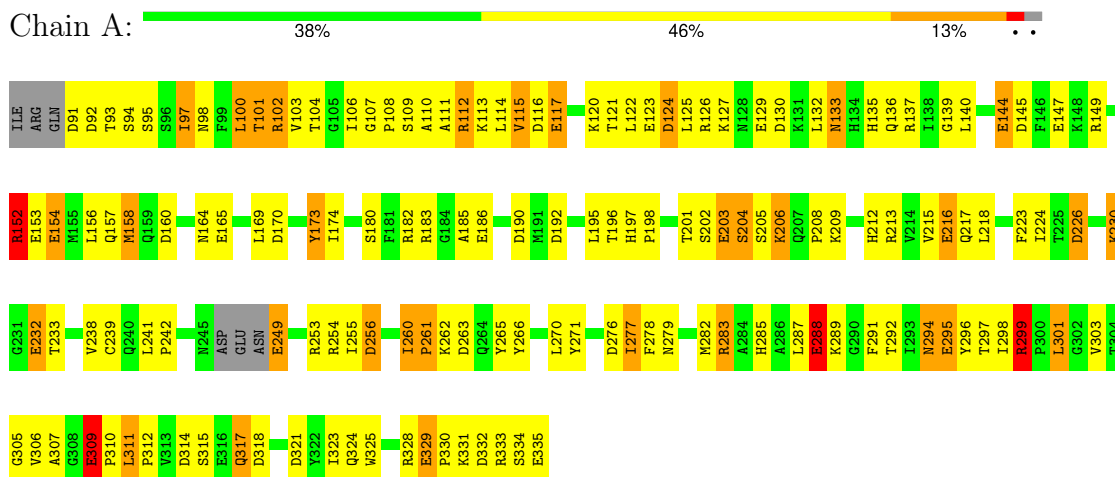 Chain A:
38% 46% 13% • •
ILE ARG GLN D91 D92 T93 S94 S95 S96 I97 N98 F99 L100 T101 R102 V103 T104 G105 I106 G107 P108 S109 A110 A111 R112 K113 L114 V115 D116 E117 K120 T121 L122 E123 D124 L125 R126 K127 N128 E129 D130 K131 L132 N133 H134 H135 Q136 R137 I138 G139 L140 E144 D145 F146 E147 K148 R149
R152 E153 E154 M155 L156 Q157 M158 Q159 D160 N164 E165 L169 D170 Y173 I174 S180 F181 R182 R183 G184 A185 E186 D190 M191 D192 L195 T196 H197 P198 T201 S202 E203 S204 S205 K206 Q207 P208 K209 H212 R213 V214 V215 E216 Q217 L218 F223 I224 T225 D226
G231 E232 T233 V238 C239 Q240 L241 P242 N245 ASP GLU ASN E249 R253 R254 I255 D256 I260 P261 K262 D263 Q264 Y265 Y266 L270 Y271 D276 I277 F278 N279 M282 R283 A284 H285 A286 L287 E288 K289 G290 F291 T292 I293 N294 E295 Y296 T297 I298 R299 P300 L301 G302 V303
G305 V306 A307 G308 E309 P310 L311 P312 V313 D314 S315 E316 Q317 D318 D321 Y322 I323 Q324 W325 R328 E329 P330 K331 D332 R333 S334 E335